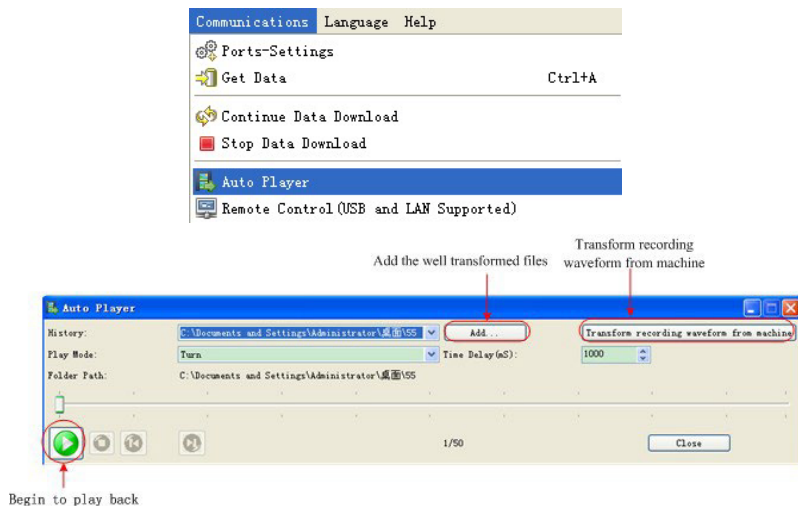 Communications Language Help
Ports-Settings
Get Data Ctrl+A
Continue Data Download
Stop Data Download
Auto Player
Remote Control(USB and LAN Supported)
Transform recording
Add the well transformed files waveform from machine
Auto Player
History: C:\Documents and Settings\Administrator\桌面\S5 Add... Transform recording waveform from machine
Play Mode: Turn Time Delay(mS): 1000
Folder Path: C:\Documents and Settings\Administrator\桌面\S5
1/50 Close
Begin to play back